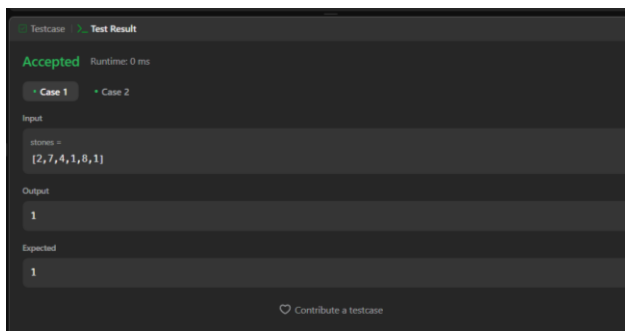 Testcase >_ Test Result
Accepted Runtime: 0 ms
• Case 1 • Case 2
Input
stones =
[2,7,4,1,8,1]
Output
1
Expected
1
Contribute a testcase